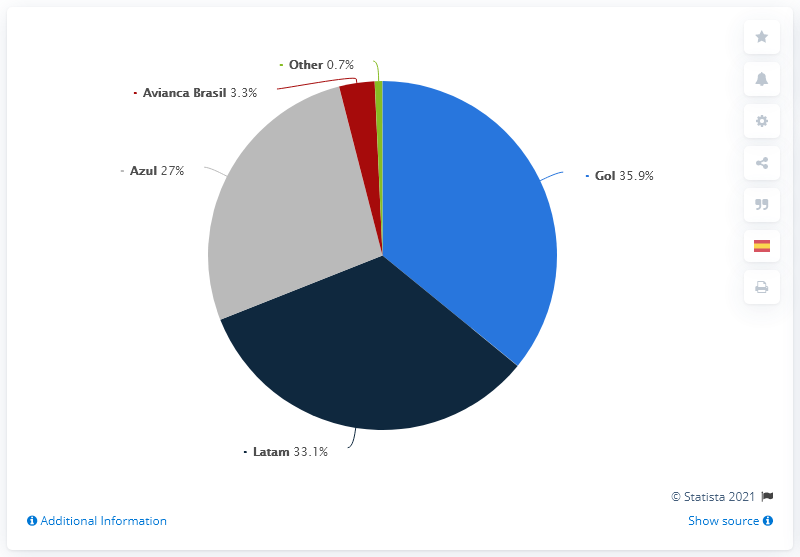 Other 0.7%
Avianca Brasil 3.3%
Azul 27%
Gol 35.9%
Latam 33.1%
© Statista 2021
Additional Information
Show source